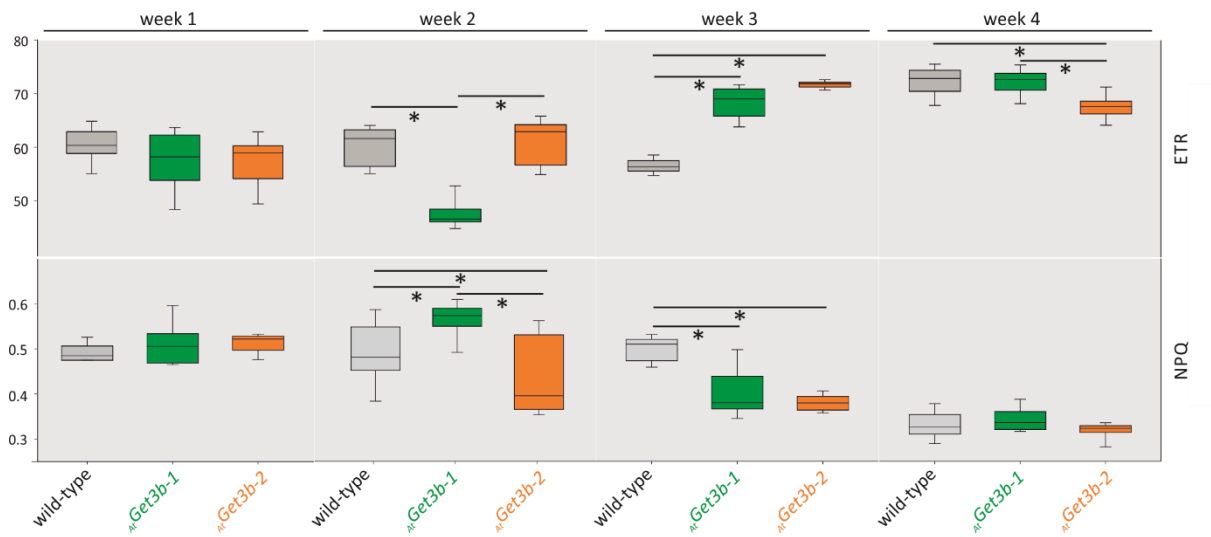 week 1 week 2 week 3 week 4
80
70
60
50
ETR
* * * * * * *
0.6
0.5
0.4
0.3
NPQ
* * * * *
wild-type AtGet3b-1 AtGet3b-2 wild-type AtGet3b-1 AtGet3b-2 wild-type AtGet3b-1 AtGet3b-2 wild-type AtGet3b-1 AtGet3b-2